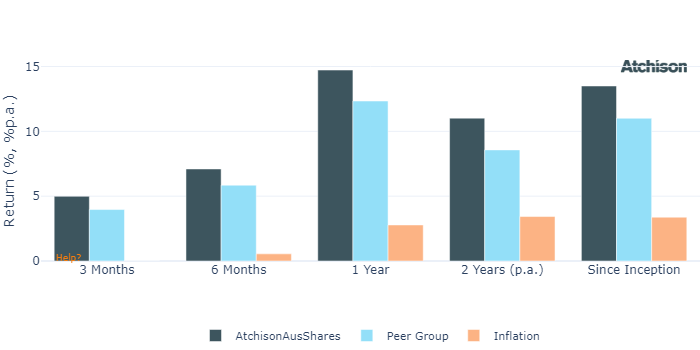 Atchison
Return (%, %p.a.)
15
10
5
0
Help?
3 Months
6 Months
1 Year
2 Years (p.a.)
Since Inception
AtchisonAusShares
Peer Group
Inflation